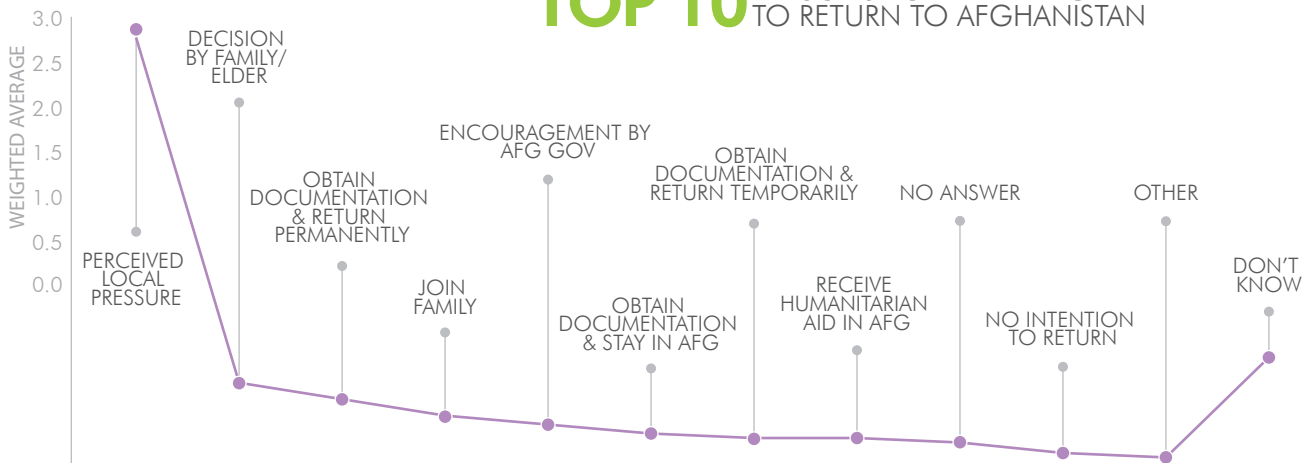 TOP 10
TO RETURN TO AFGHANISTAN
WEIGHTED AVERAGE
3.0
2.5
2.0
1.5
1.0
0.5
0.0
PERCEIVED
LOCAL
PRESSURE
DECISION
BY FAMILY/
ELDER
OBTAIN
DOCUMENTATION
& RETURN
PERMANENTLY
JOIN
FAMILY
ENCOURAGEMENT BY
AFG GOV
OBTAIN
DOCUMENTATION
& STAY IN AFG
OBTAIN
DOCUMENTATION &
RETURN TEMPORARILY
RECEIVE
HUMANITARIAN
AID IN AFG
NO ANSWER
NO INTENTION
TO RETURN
OTHER
DON'T
KNOW